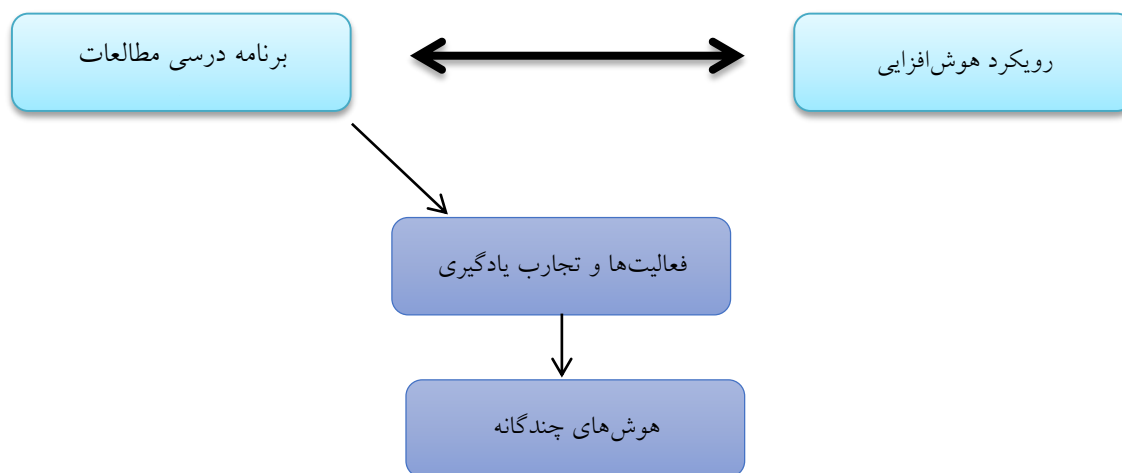 رویکرد هوش‌افزایی
برنامه درسی مطالعات
فعالیت‌ها و تجارب یادگیری
هوش‌های چندگانه